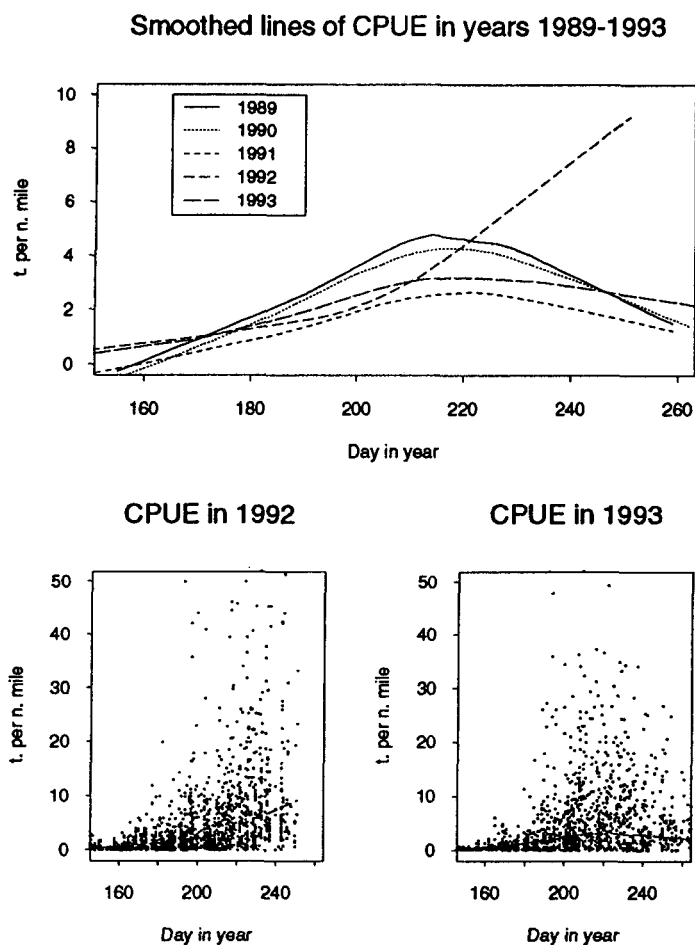 Smoothed lines of CPUE in years 1989-1993
10
8
6
4
2
0
t. per n. mile
1989
1990
1991
1992
1993
160 180 200 220 240 260
Day in year
CPUE in 1992
50
40
30
20
10
0
t. per n. mile
160 200 240
Day in year
CPUE in 1993
50
40
30
20
10
0
t. per n. mile
160 200 240
Day in year